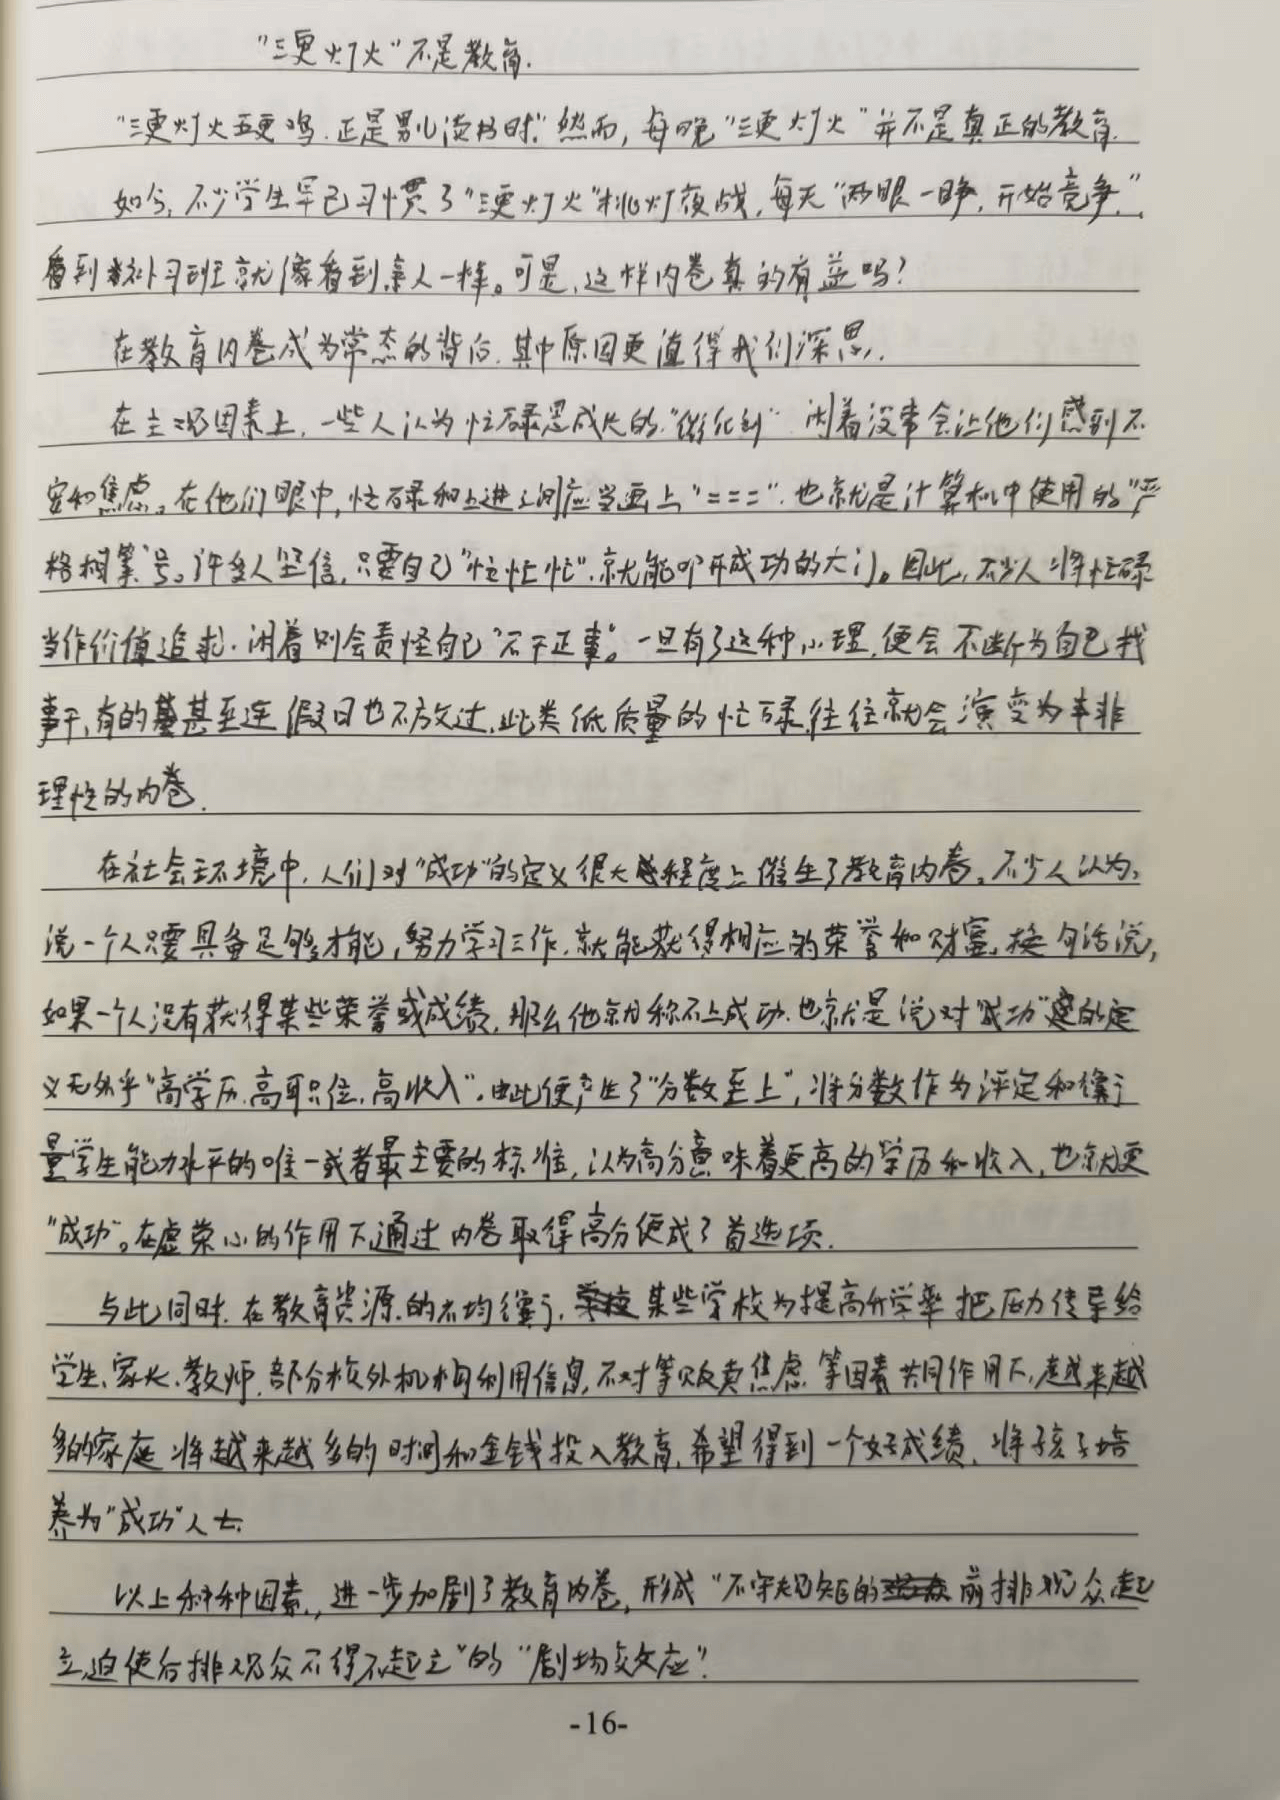 "三更灯火"不是教育.
"三更灯火五更鸡.正是男儿读书时."然而,每晚"三更灯火"并不是真正的教育.
如今,不少学生早已习惯了"三更灯火"挑灯夜战,每天"两眼一睁,开始竞争,"
看到补习班就像看到亲人一样。可是,这样内卷真的有益吗?
在教育内卷成为常态的背后.其中原因更值得我们深思.
在主观因素上,一些人认为忙碌是成长的"催化剂".闲着没事会让他们感到不
安和焦虑。在他们眼中,忙碌和上进之间应当画上"===".也就是计算机中使用的"严
格相等"号。许多人坚信,只要自己"忙忙忙".就能叩开成功的大门。因此,不少人将忙碌
当作价值追求.闲着则会责怪自己"不干正事"。一旦有了这种心理,便会不断为自己找
事干,有的甚至连假日也不放过.此类低质量的忙碌.往往就会演变为非
理性的内卷.
在社会环境中,人们对"成功"的定义很大程度上催生了教育内卷。不少人认为,
说一个人只要具备足够才能,努力学习工作.就能获得相应的荣誉和财富.换句话说,
如果一个人没有获得某些荣誉或成绩,那么他就称不上成功.也就是说对"成功"的定
义无外乎"高学历.高职位.高收入".由此便产生了"分数至上",将分数作为评定和衡
量学生能力水平的唯一或者最主要的标准,认为高分意味着更高的学历和收入,也就更
"成功"。在虚荣心的作用下通过内卷取得高分便成了首选项.
与此同时.在教育资源的不均衡,某些学校为提高升学率把压力传导给
学生、家长、教师.部分校外机构利用信息不对等贩卖焦虑等因素共同作用下,越来越
多的家庭将越来越多的时间和金钱投入教育,希望得到一个好成绩,将孩子培
养为"成功"人士.
以上种种因素,进一步加剧了教育内卷,形成"不守规矩的前排观众起
立,迫使后排观众不得不起立"的"剧场效应".
-16-